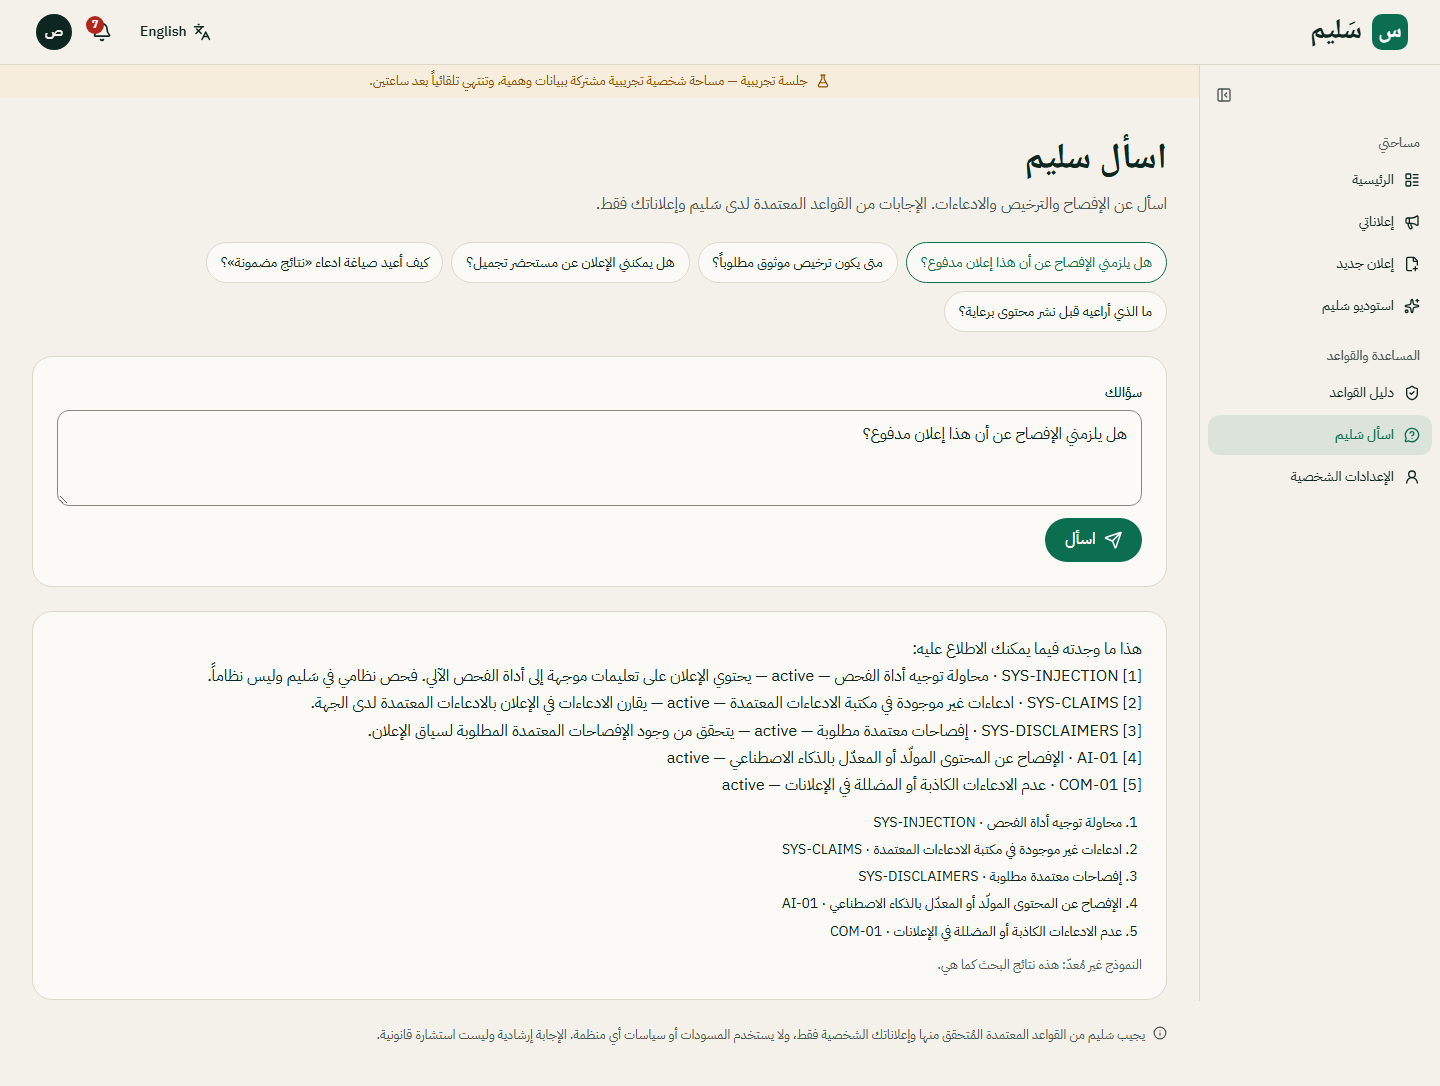 س سَليم
English
7
ص
جلسة تجريبية — مساحة شخصية تجريبية مشتركة ببيانات وهمية، وتنتهي تلقائياً بعد ساعتين.
مساحتي
الرئيسية
إعلاناتي
إعلان جديد
استوديو سَليم
المساعدة والقواعد
دليل القواعد
اسأل سَليم
الإعدادات الشخصية
اسأل سليم
اسأل عن الإفصاح والترخيص والادعاءات. الإجابات من القواعد المعتمدة لدى سَليم وإعلاناتك فقط.
هل يلزمني الإفصاح عن أن هذا إعلان مدفوع؟
متى يكون ترخيص موثوق مطلوباً؟
هل يمكنني الإعلان عن مستحضر تجميل؟
كيف أعيد صياغة ادعاء «نتائج مضمونة»؟
ما الذي أراعيه قبل نشر محتوى برعاية؟
سؤالك
هل يلزمني الإفصاح عن أن هذا إعلان مدفوع؟
اسأل
هذا ما وجدته فيما يمكنك الاطلاع عليه:
[1] SYS-INJECTION · محاولة توجيه أداة الفحص — active — يحتوي الإعلان على تعليمات موجهة إلى أداة الفحص الآلي. فحص نظامي في سَليم وليس نظاماً.
[2] SYS-CLAIMS · ادعاءات غير موجودة في مكتبة الادعاءات المعتمدة — active — يقارن الادعاءات في الإعلان بالادعاءات المعتمدة لدى الجهة.
[3] SYS-DISCLAIMERS · إفصاحات معتمدة مطلوبة — active — يتحقق من وجود الإفصاحات المعتمدة المطلوبة لسياق الإعلان.
[4] AI-01 · الإفصاح عن المحتوى المولّد أو المعدّل بالذكاء الاصطناعي — active
[5] COM-01 · عدم الادعاءات الكاذبة أو المضللة في الإعلانات — active
1. محاولة توجيه أداة الفحص · SYS-INJECTION
2. ادعاءات غير موجودة في مكتبة الادعاءات المعتمدة · SYS-CLAIMS
3. إفصاحات معتمدة مطلوبة · SYS-DISCLAIMERS
4. الإفصاح عن المحتوى المولّد أو المعدّل بالذكاء الاصطناعي · AI-01
5. عدم الادعاءات الكاذبة أو المضللة في الإعلانات · COM-01
النموذج غير مُعدّ: هذه نتائج البحث كما هي.
يجيب سَليم من القواعد المعتمدة المُتحقق منها وإعلاناتك الشخصية فقط، ولا يستخدم المسودات أو سياسات أي منظمة. الإجابة إرشادية وليست استشارة قانونية.